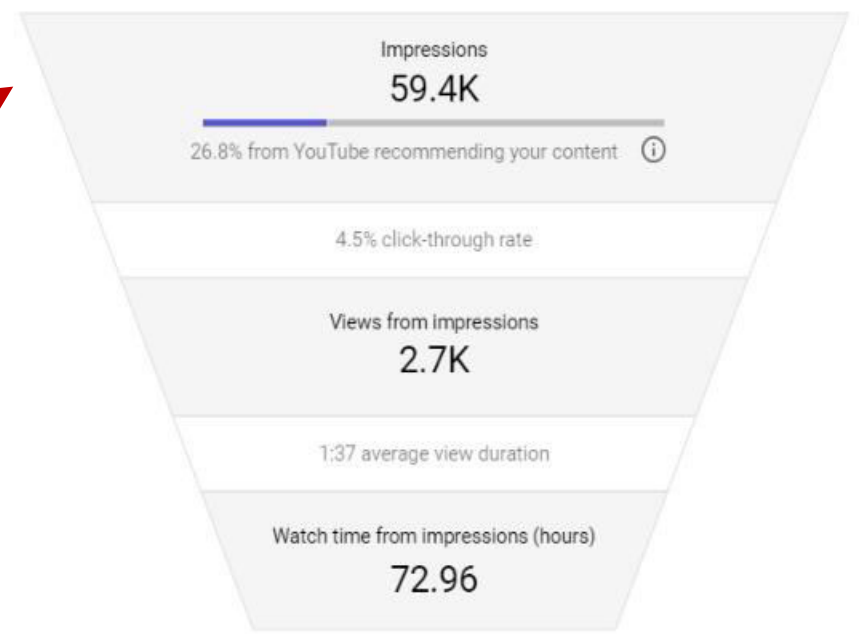 Impressions
59.4K
26.8% from YouTube recommending your content
4.5% click-through rate
Views from impressions
2.7K
1:37 average view duration
Watch time from impressions (hours)
72.96